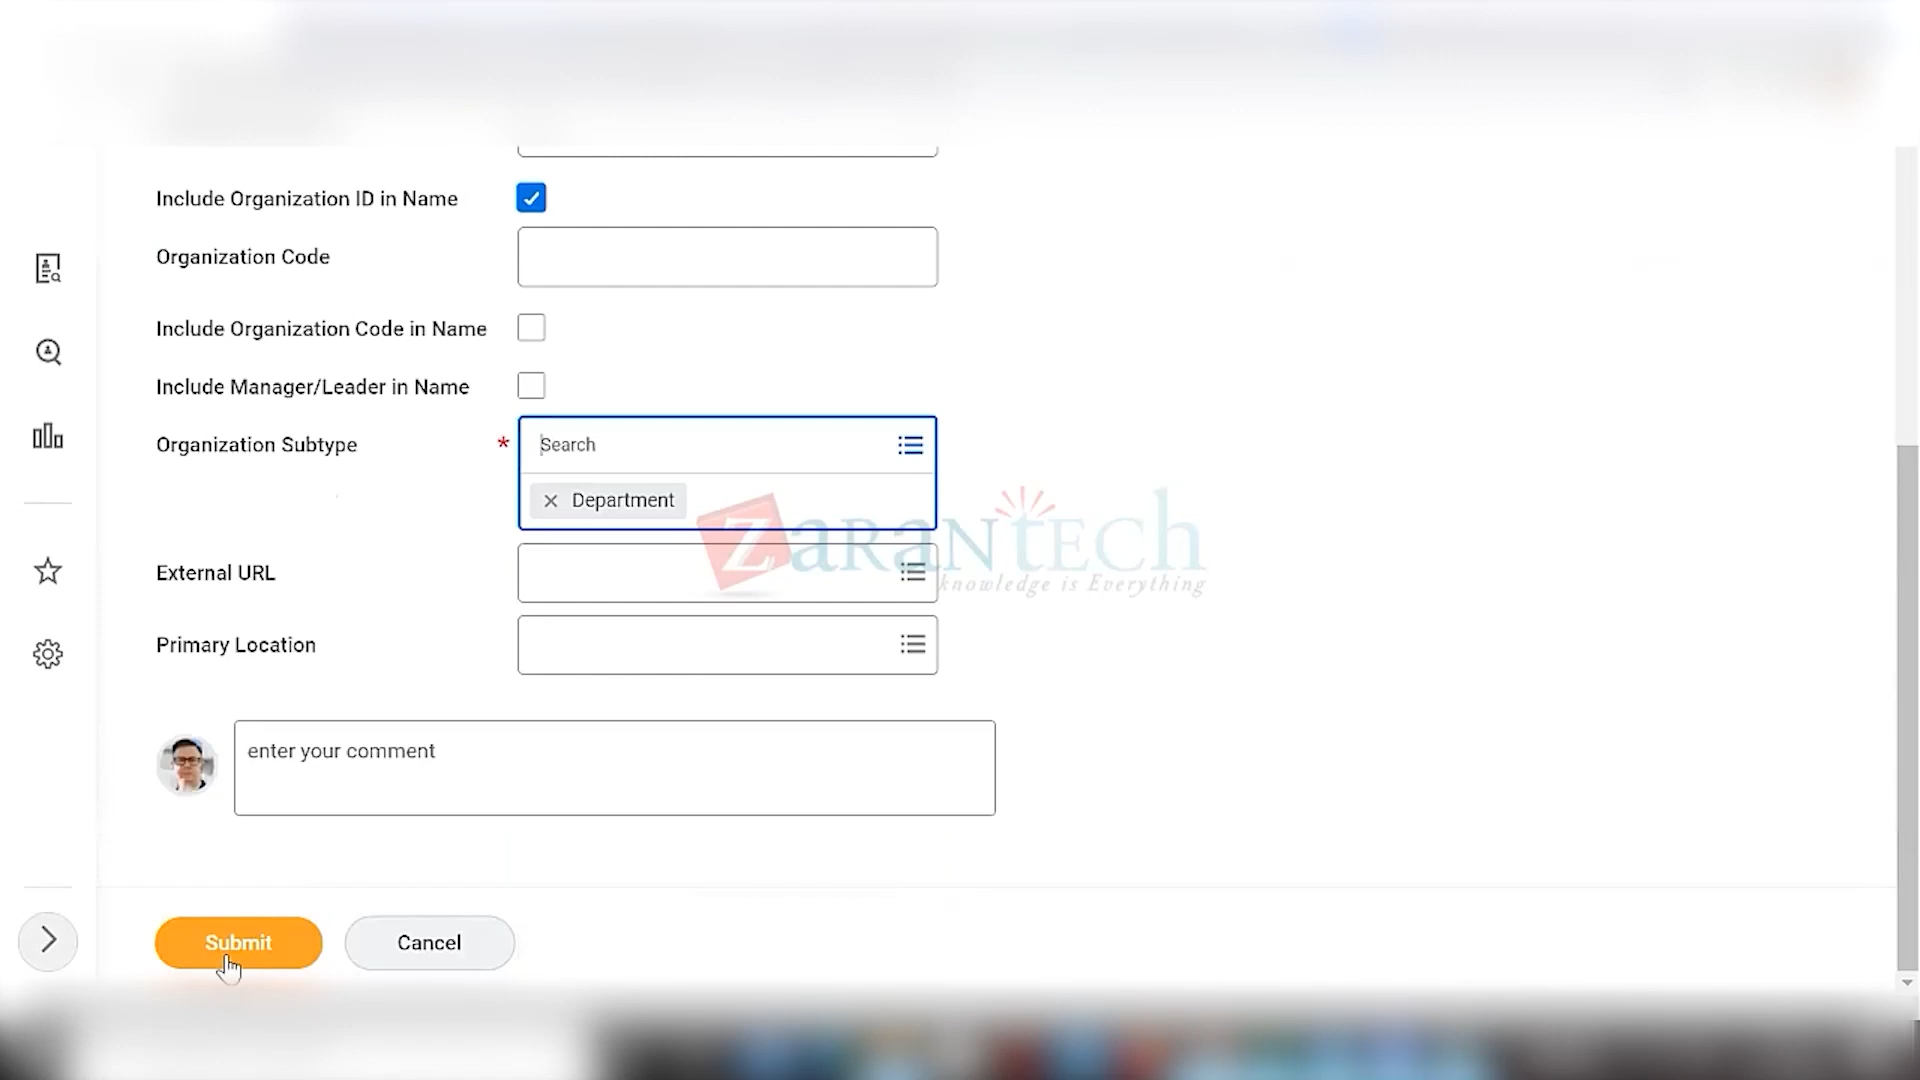 Include Organization ID in Name
Organization Code
Include Organization Code in Name
Include Manager/Leader in Name
Organization Subtype *
Search
× Department
External URL
Primary Location
enter your comment
Submit Cancel
ZaranTech
knowledge is Everything